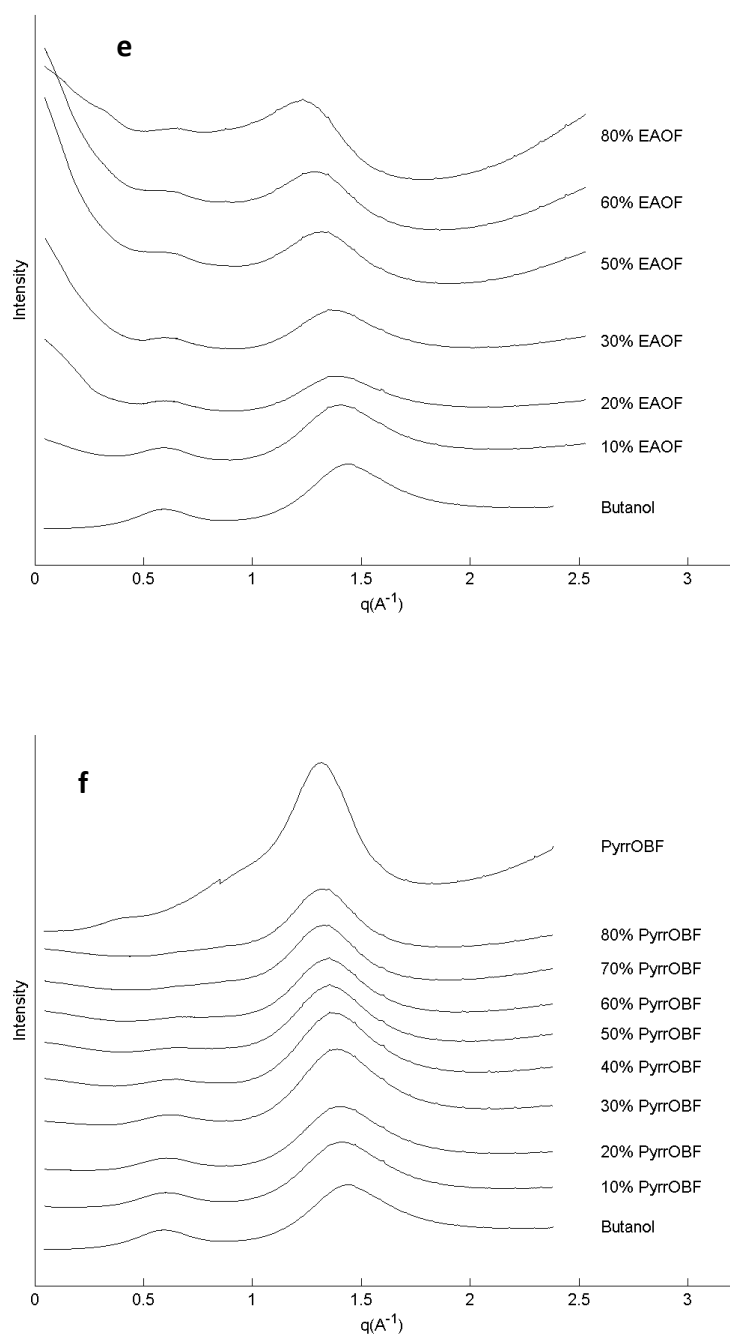 e
80% EAOF
60% EAOF
50% EAOF
30% EAOF
20% EAOF
10% EAOF
Butanol
Intensity
0 0.5 1 1.5 2 2.5 3
q(A⁻¹)
f
PyrrOBF
80% PyrrOBF
70% PyrrOBF
60% PyrrOBF
50% PyrrOBF
40% PyrrOBF
30% PyrrOBF
20% PyrrOBF
10% PyrrOBF
Butanol
Intensity
0 0.5 1 1.5 2 2.5 3
q(A⁻¹)